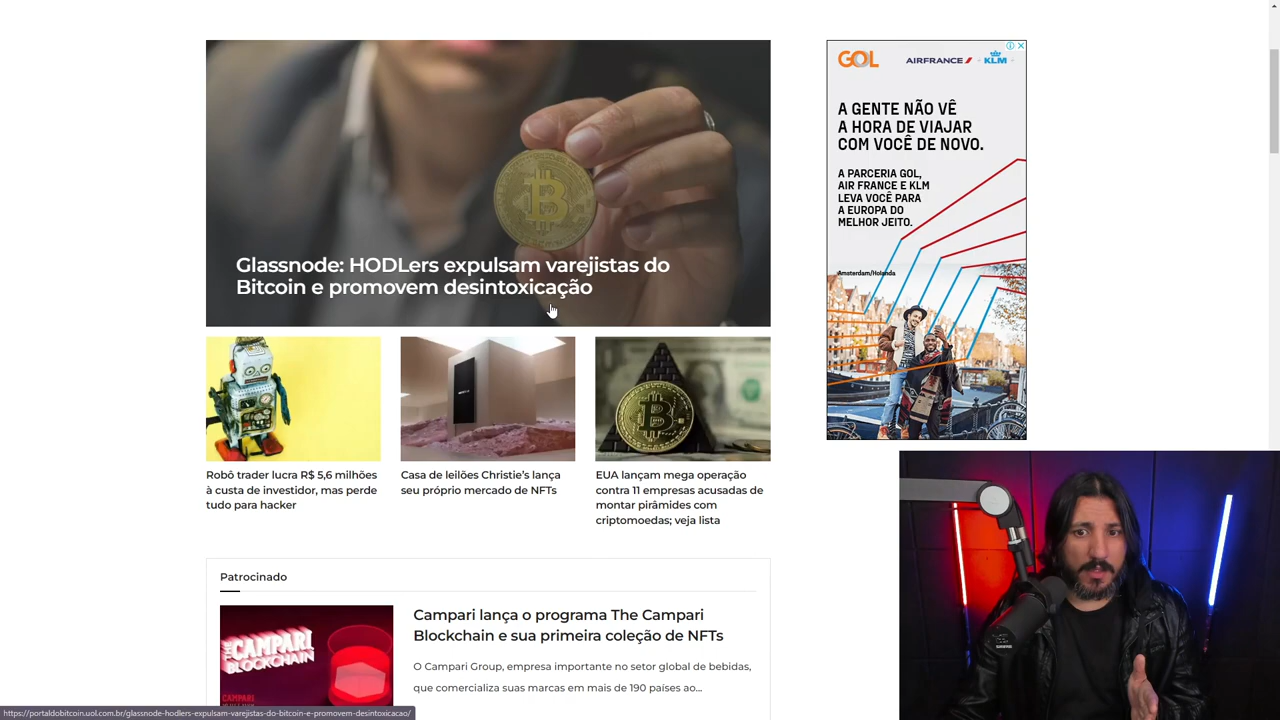 Glassnode: HODLers expulsam varejistas do
Bitcoin e promovem desintoxicação
Robô trader lucra R$ 5,6 milhões
à custa de investidor, mas perde
tudo para hacker
Casa de leilões Christie’s lança
seu próprio mercado de NFTs
EUA lançam mega operação
contra 11 empresas acusadas de
montar pirâmides com
criptomoedas; veja lista
GOL AIRFRANCE KLM
A GENTE NÃO VÊ
A HORA DE VIAJAR
COM VOCÊ DE NOVO.
A PARCERIA GOL,
AIR FRANCE E KLM
LEVA VOCÊ PARA
A EUROPA DO
MELHOR JEITO.
Amsterdam/Holanda
Patrocinado
THE
CAMPARI
BLOCKCHAIN
CAMPARI
Campari lança o programa The Campari
Blockchain e sua primeira coleção de NFTs
O Campari Group, empresa importante no setor global de bebidas,
que comercializa suas marcas em mais de 190 países ao...
https://portaldobitcoin.uol.com.br/glassnode-hodlers-expulsam-varejistas-do-bitcoin-e-promovem-desintoxicacao/